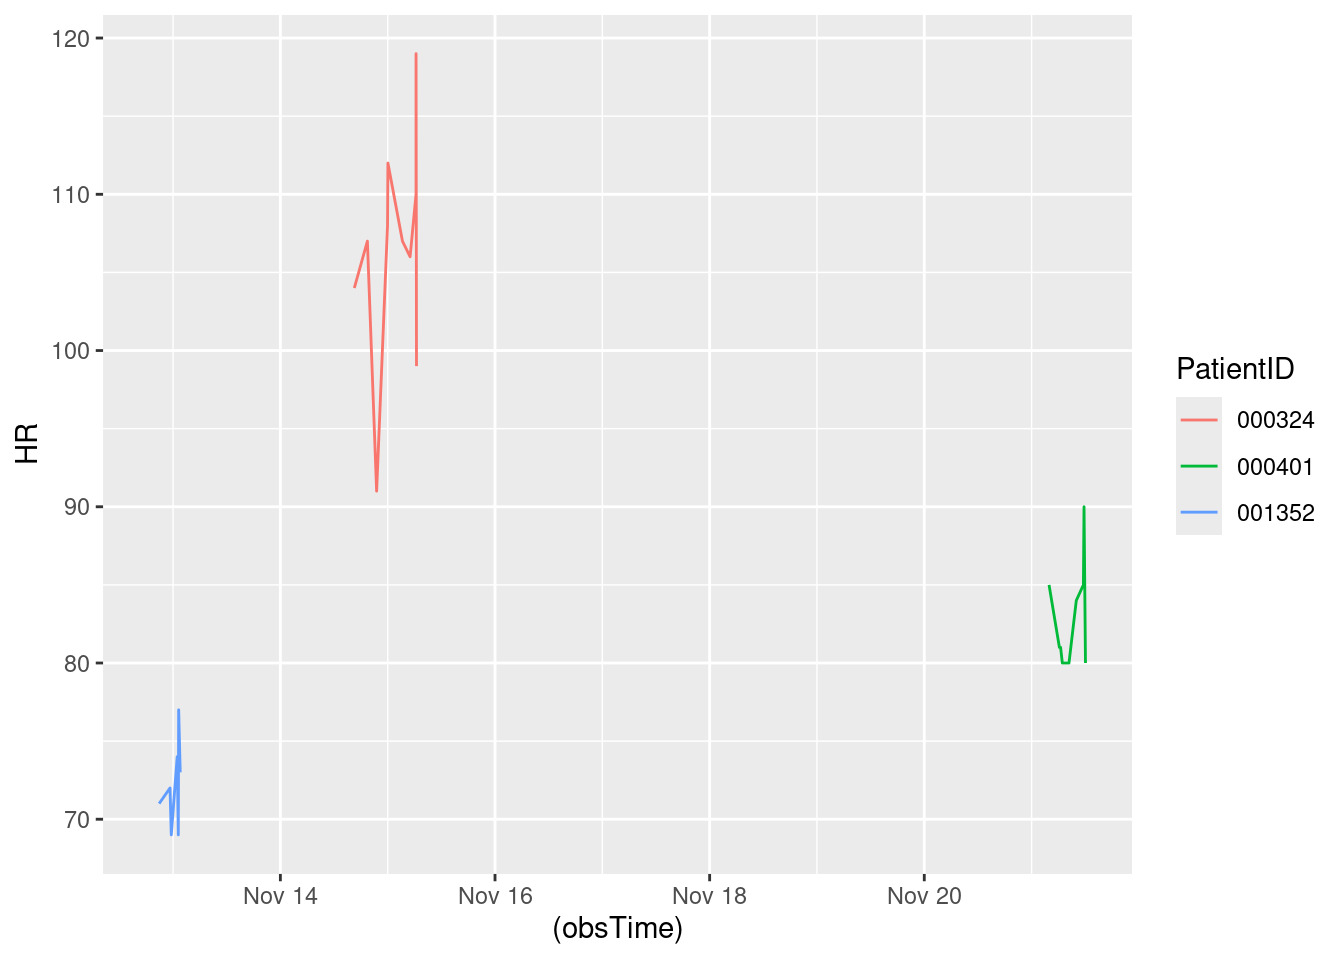 120
110
100
90
80
70
HR
Nov 14
Nov 16
Nov 18
Nov 20
(obsTime)
PatientID
000324
000401
001352